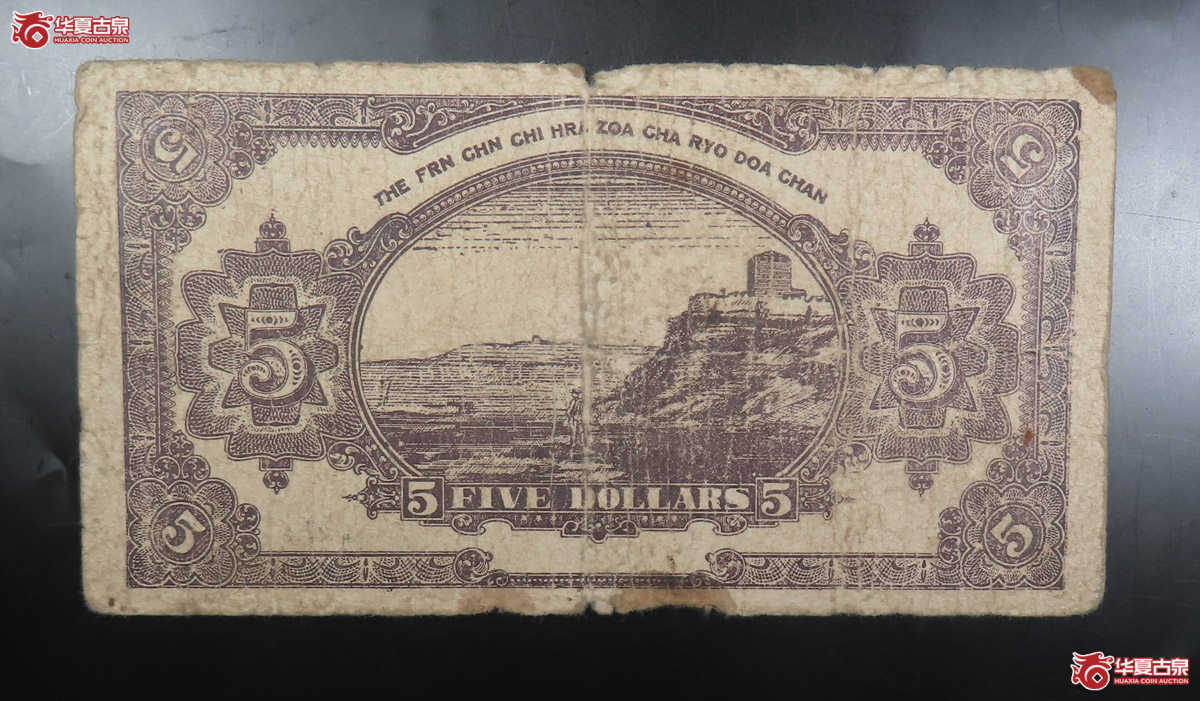 华夏古泉
HUAXIA COIN AUCTION
THE FRN CHN CHI HRA ZOA CHA RYO DOA CHAN
5
5
5
5
5 FIVE DOLLARS 5
5
5
华夏古泉
HUAXIA COIN AUCTION